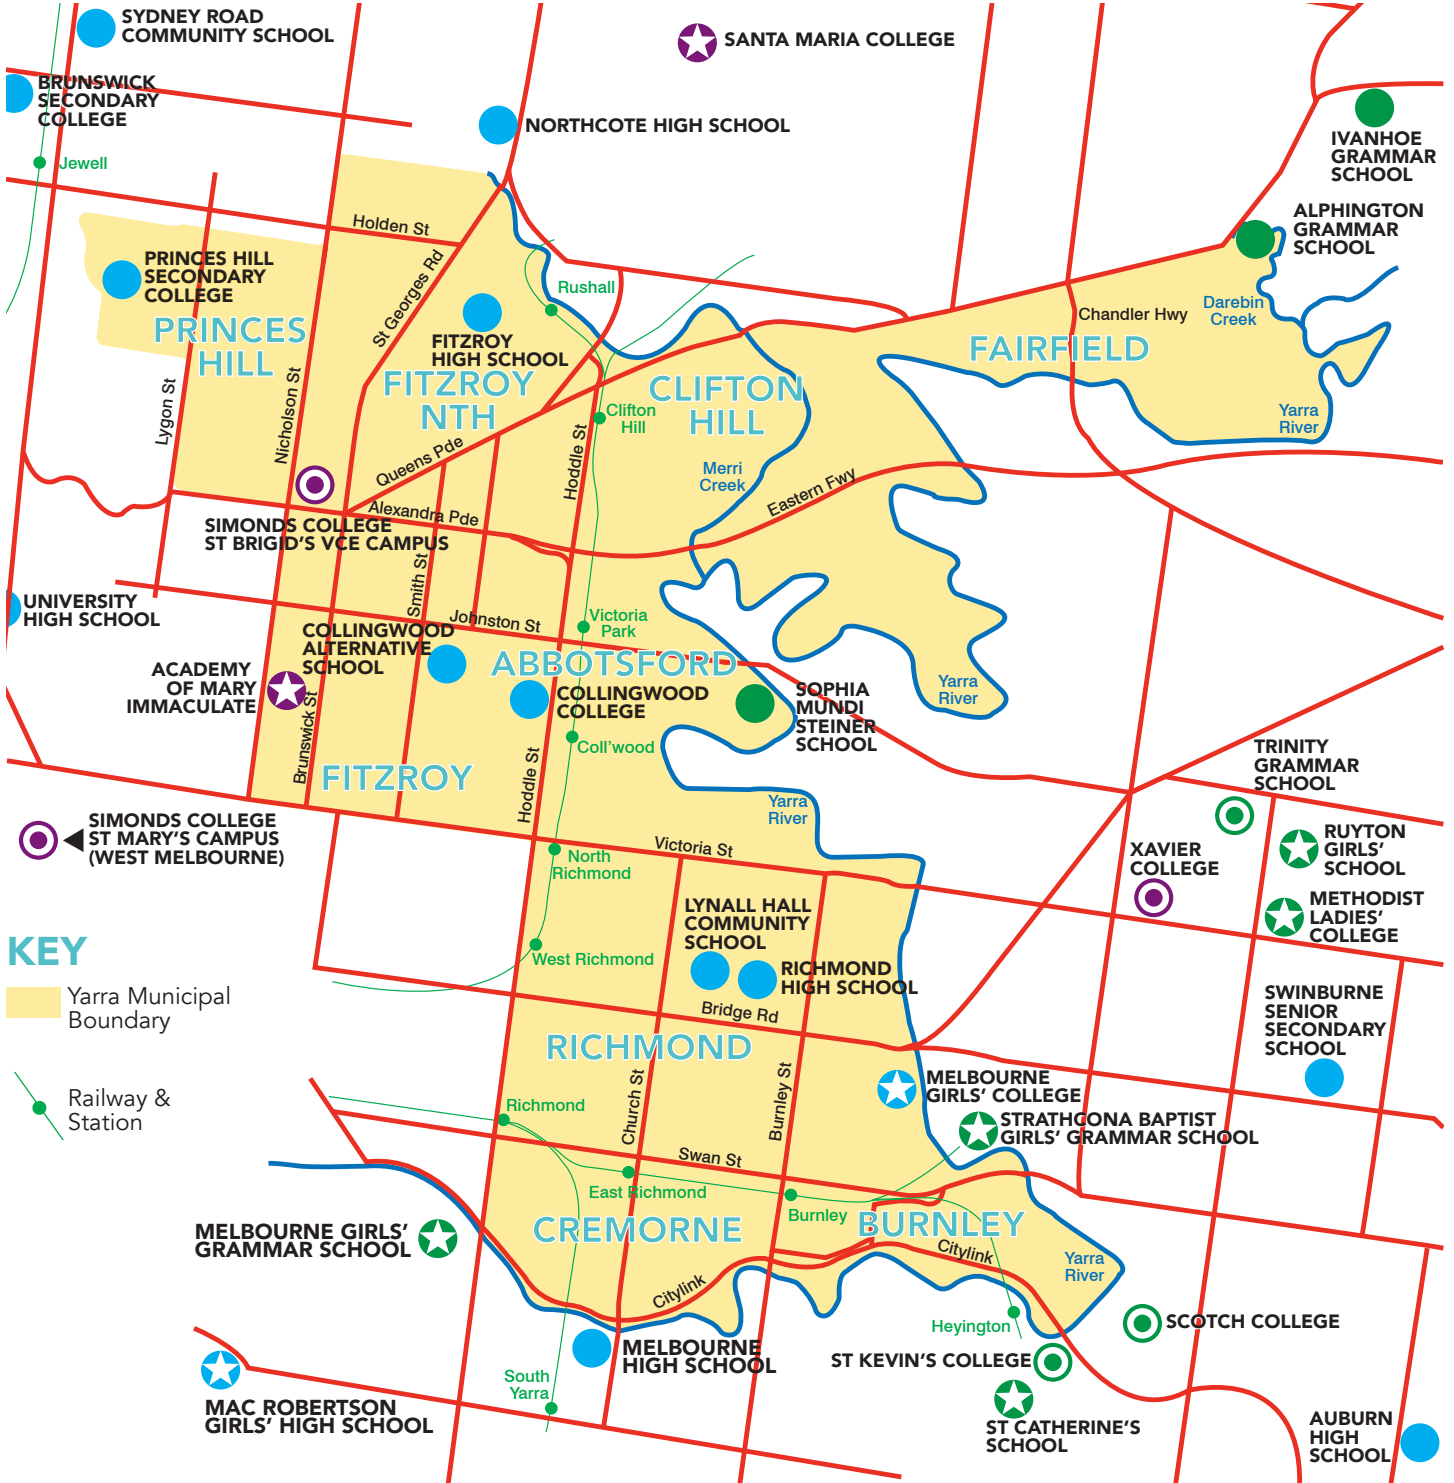 SYDNEY ROAD
COMMUNITY SCHOOL
SANTA MARIA COLLEGE
BRUNSWICK
SECONDARY
COLLEGE
NORTHCOTE HIGH SCHOOL
IVANHOE
GRAMMAR
SCHOOL
Jewell
ALPHINGTON
GRAMMAR
SCHOOL
Holden St
PRINCES HILL
SECONDARY
COLLEGE
St Georges Rd
Rushall
Darebin
Creek
Chandler Hwy
PRINCES
HILL
FITZROY
HIGH SCHOOL
FAIRFIELD
FITZROY
NTH
CLIFTON
HILL
Lygon St
Nicholson St
Clifton
Hill
Yarra
River
Queens Pde
Hoddle St
Merri
Creek
Eastern Fwy
Alexandra Pde
SIMONDS COLLEGE
ST BRIGID'S VCE CAMPUS
Smith St
UNIVERSITY
HIGH SCHOOL
Johnston St
Victoria
Park
COLLINGWOOD
ALTERNATIVE
SCHOOL
ABBOTSFORD
ACADEMY
OF MARY
IMMACULATE
Brunswick St
COLLINGWOOD
COLLEGE
SOPHIA
MUNDI
STEINER
SCHOOL
Yarra
River
Coll'wood
TRINITY
GRAMMAR
SCHOOL
FITZROY
Hoddle St
Yarra
River
SIMONDS COLLEGE
ST MARY'S CAMPUS
(WEST MELBOURNE)
Victoria St
North
Richmond
XAVIER
COLLEGE
RUYTON
GIRLS'
SCHOOL
METHODIST
LADIES'
COLLEGE
LYNALL HALL
COMMUNITY
SCHOOL
KEY
Yarra Municipal
Boundary
West Richmond
RICHMOND
HIGH SCHOOL
Bridge Rd
SWINBURNE
SENIOR
SECONDARY
SCHOOL
RICHMOND
Railway &
Station
Richmond
Church St
Burnley St
MELBOURNE
GIRLS' COLLEGE
STRATHCONA BAPTIST
GIRLS' GRAMMAR SCHOOL
Swan St
East Richmond
Burnley
MELBOURNE GIRLS'
GRAMMAR SCHOOL
CREMORNE
BURNLEY
Citylink
Yarra
River
Citylink
Heyington
SCOTCH COLLEGE
MELBOURNE
HIGH SCHOOL
ST KEVIN'S COLLEGE
South
Yarra
MAC ROBERTSON
GIRLS' HIGH SCHOOL
ST CATHERINE'S
SCHOOL
AUBURN
HIGH
SCHOOL